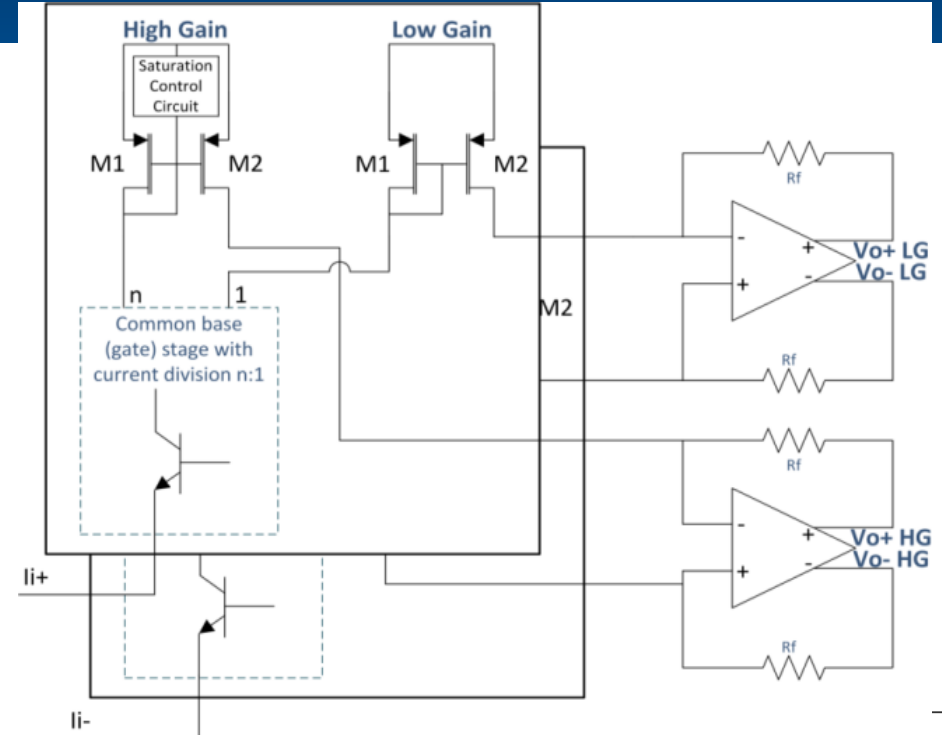 High Gain
Low Gain
Saturation
Control
Circuit
M1
M2
M1
M2
Rf
-
+
+
-
Vo+ LG
Vo- LG
n
1
M2
Common base
(gate) stage with
current division n:1
Rf
Rf
-
+
+
-
Vo+ HG
Vo- HG
Ii+
Rf
Ii-